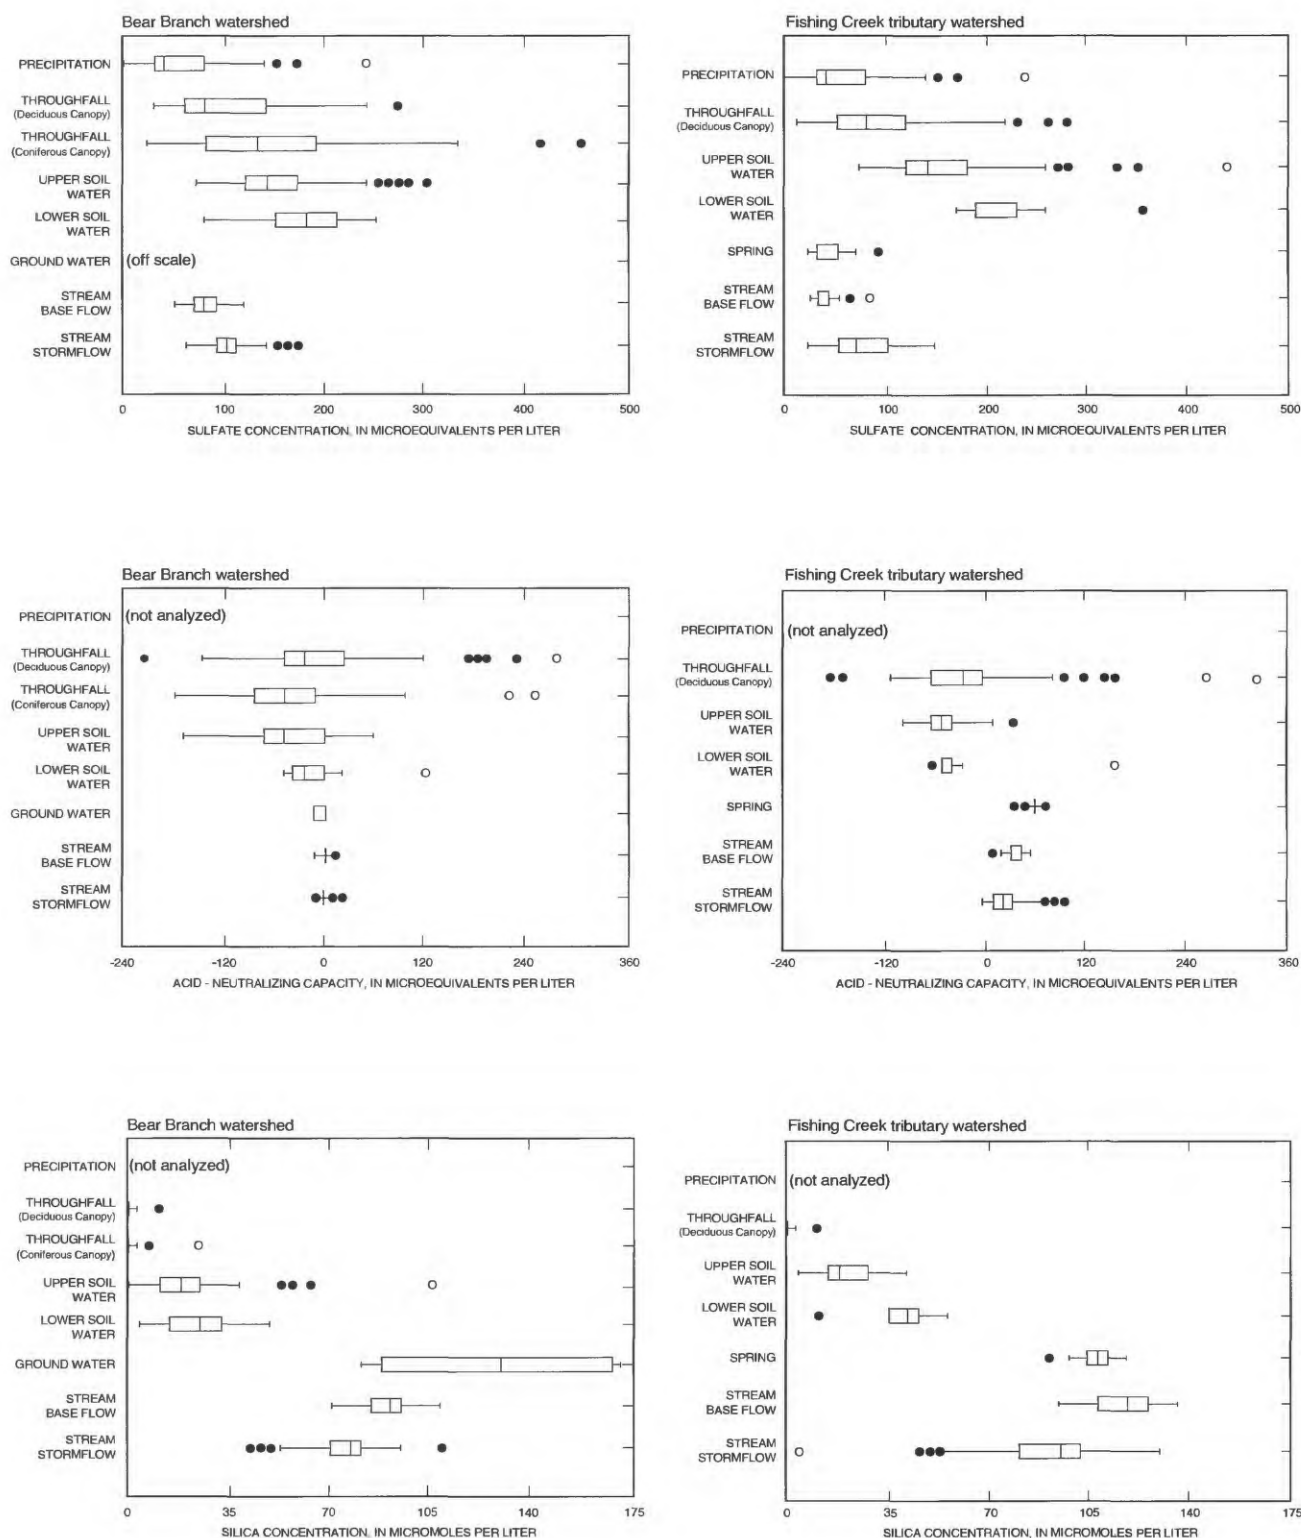 Bear Branch watershed
PRECIPITATION
THROUGHFALL
(Deciduous Canopy)
THROUGHFALL
(Coniferous Canopy)
UPPER SOIL
WATER
LOWER SOIL
WATER
GROUND WATER (off scale)
STREAM
BASE FLOW
STREAM
STORMFLOW
0 100 200 300 400 500
SULFATE CONCENTRATION, IN MICROEQUIVALENTS PER LITER
Fishing Creek tributary watershed
PRECIPITATION
THROUGHFALL
(Deciduous Canopy)
UPPER SOIL
WATER
LOWER SOIL
WATER
SPRING
STREAM
BASE FLOW
STREAM
STORMFLOW
0 100 200 300 400 500
SULFATE CONCENTRATION, IN MICROEQUIVALENTS PER LITER
Bear Branch watershed
PRECIPITATION (not analyzed)
THROUGHFALL
(Deciduous Canopy)
THROUGHFALL
(Coniferous Canopy)
UPPER SOIL
WATER
LOWER SOIL
WATER
GROUND WATER
STREAM
BASE FLOW
STREAM
STORMFLOW
-240 -120 0 120 240 360
ACID - NEUTRALIZING CAPACITY, IN MICROEQUIVALENTS PER LITER
Fishing Creek tributary watershed
PRECIPITATION (not analyzed)
THROUGHFALL
(Deciduous Canopy)
UPPER SOIL
WATER
LOWER SOIL
WATER
SPRING
STREAM
BASE FLOW
STREAM
STORMFLOW
-240 -120 0 120 240 360
ACID - NEUTRALIZING CAPACITY, IN MICROEQUIVALENTS PER LITER
Bear Branch watershed
PRECIPITATION (not analyzed)
THROUGHFALL
(Deciduous Canopy)
THROUGHFALL
(Coniferous Canopy)
UPPER SOIL
WATER
LOWER SOIL
WATER
GROUND WATER
STREAM
BASE FLOW
STREAM
STORMFLOW
0 35 70 105 140 175
SILICA CONCENTRATION, IN MICROMOLES PER LITER
Fishing Creek tributary watershed
PRECIPITATION (not analyzed)
THROUGHFALL
(Deciduous Canopy)
UPPER SOIL
WATER
LOWER SOIL
WATER
SPRING
STREAM
BASE FLOW
STREAM
STORMFLOW
0 35 70 105 140 175
SILICA CONCENTRATION, IN MICROMOLES PER LITER